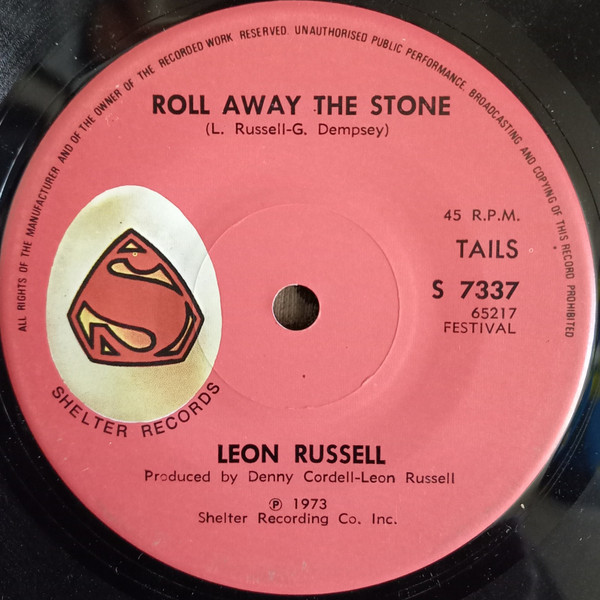 ALL RIGHTS OF THE MANUFACTURER AND OF THE OWNER OF THE RECORDED WORK RESERVED. UNAUTHORISED PUBLIC PERFORMANCE, BROADCASTING AND COPYING OF THIS RECORD PROHIBITED
ROLL AWAY THE STONE
(L. Russell-G. Dempsey)
45 R.P.M.
TAILS
S 7337
65217
FESTIVAL
S
SHELTER RECORDS
LEON RUSSELL
Produced by Denny Cordell-Leon Russell
℗ 1973
Shelter Recording Co. Inc.